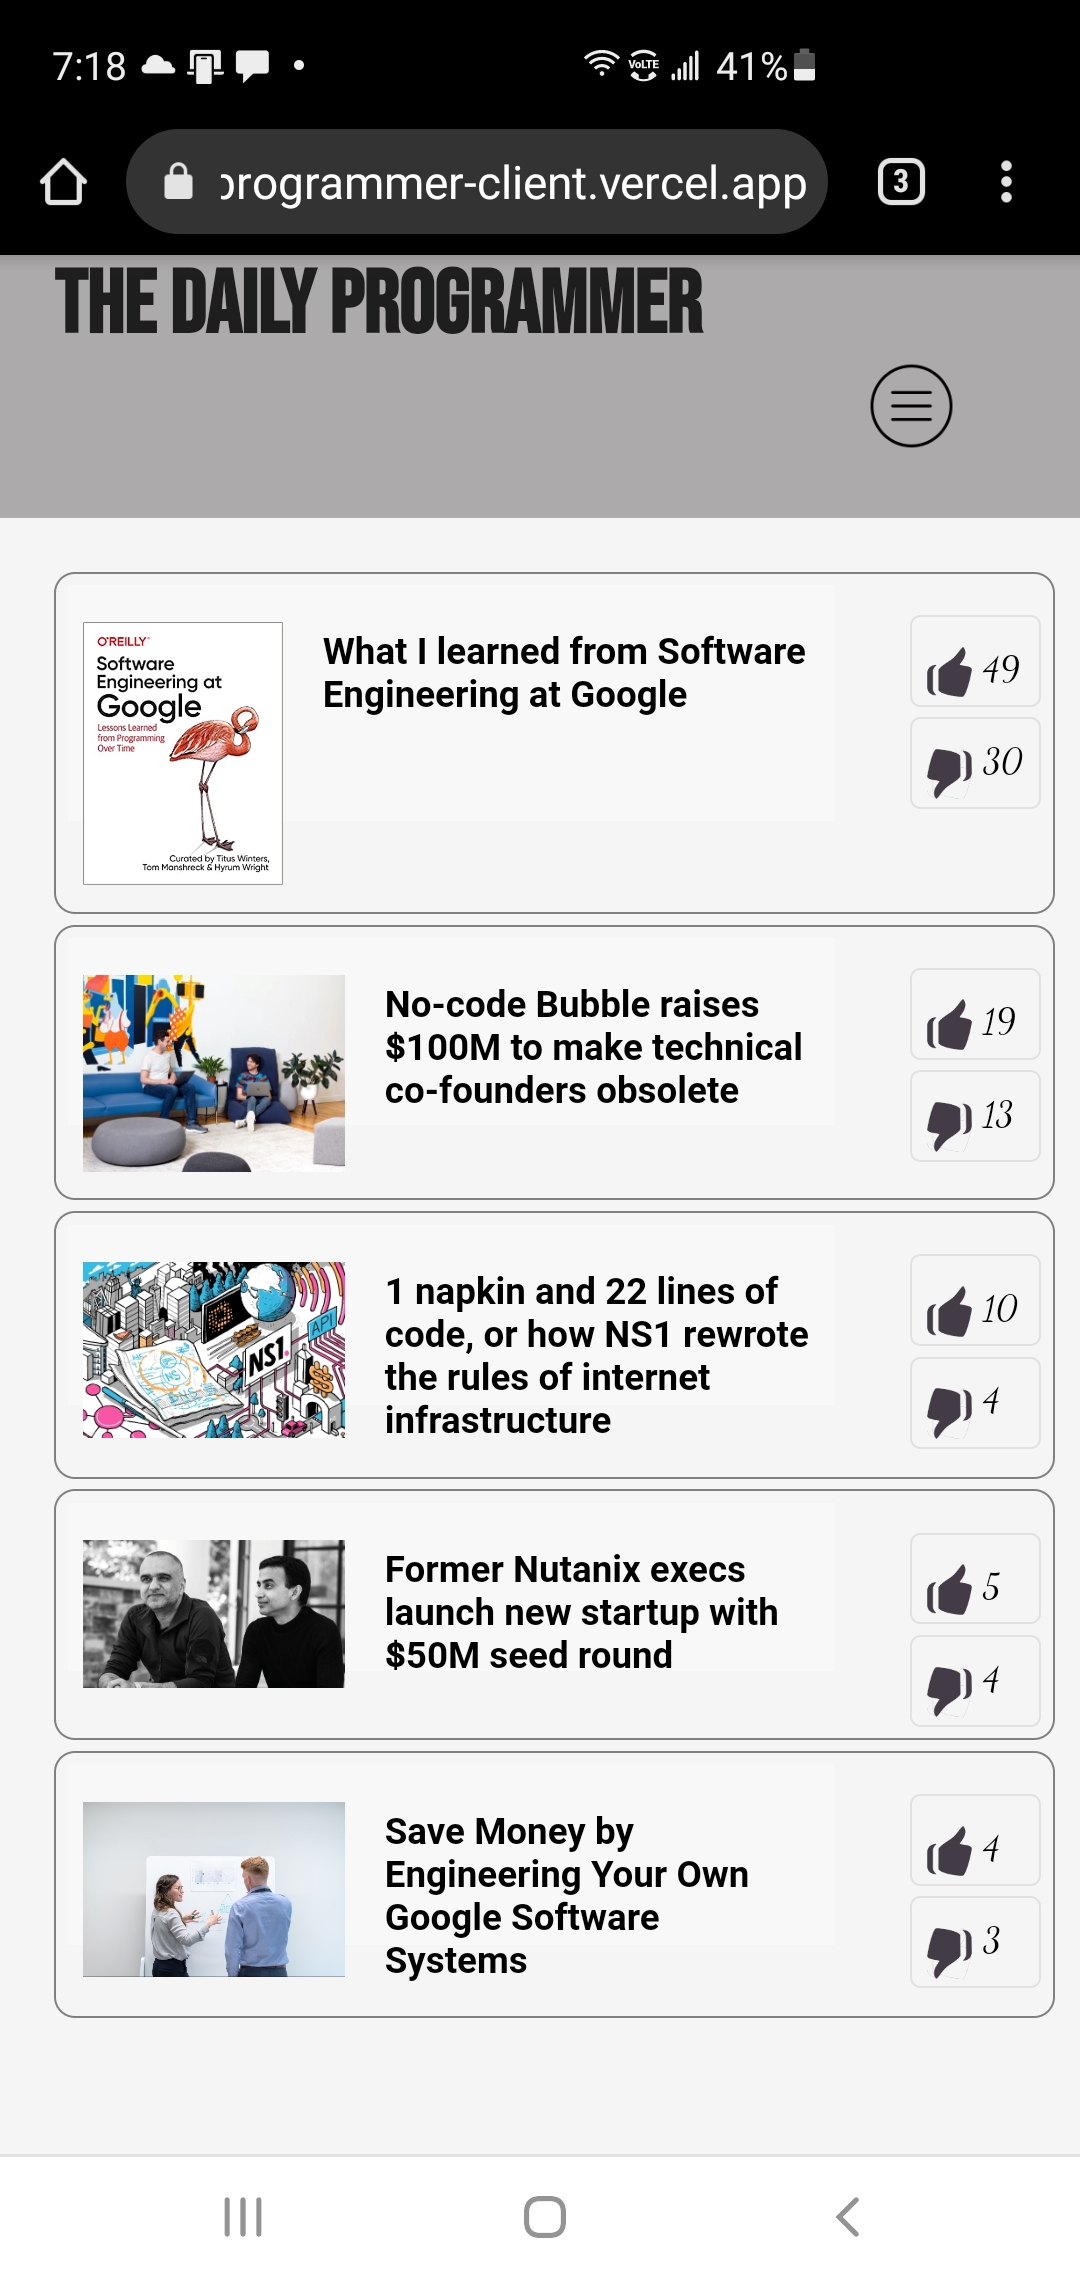 7:18
VoLTE
41%
programmer-client.vercel.app
3
THE DAILY PROGRAMMER
O'REILLY
Software
Engineering at
Google
Lessons Learned
from Programming
Over Time
Curated by Titus Winters,
Tom Manshreck & Hyrum Wright
What I learned from Software
Engineering at Google
49
30
No-code Bubble raises
$100M to make technical
co-founders obsolete
19
13
NS1.
API
NS1
1 napkin and 22 lines of
code, or how NS1 rewrote
the rules of internet
infrastructure
10
4
Former Nutanix execs
launch new startup with
$50M seed round
5
4
Save Money by
Engineering Your Own
Google Software
Systems
4
3